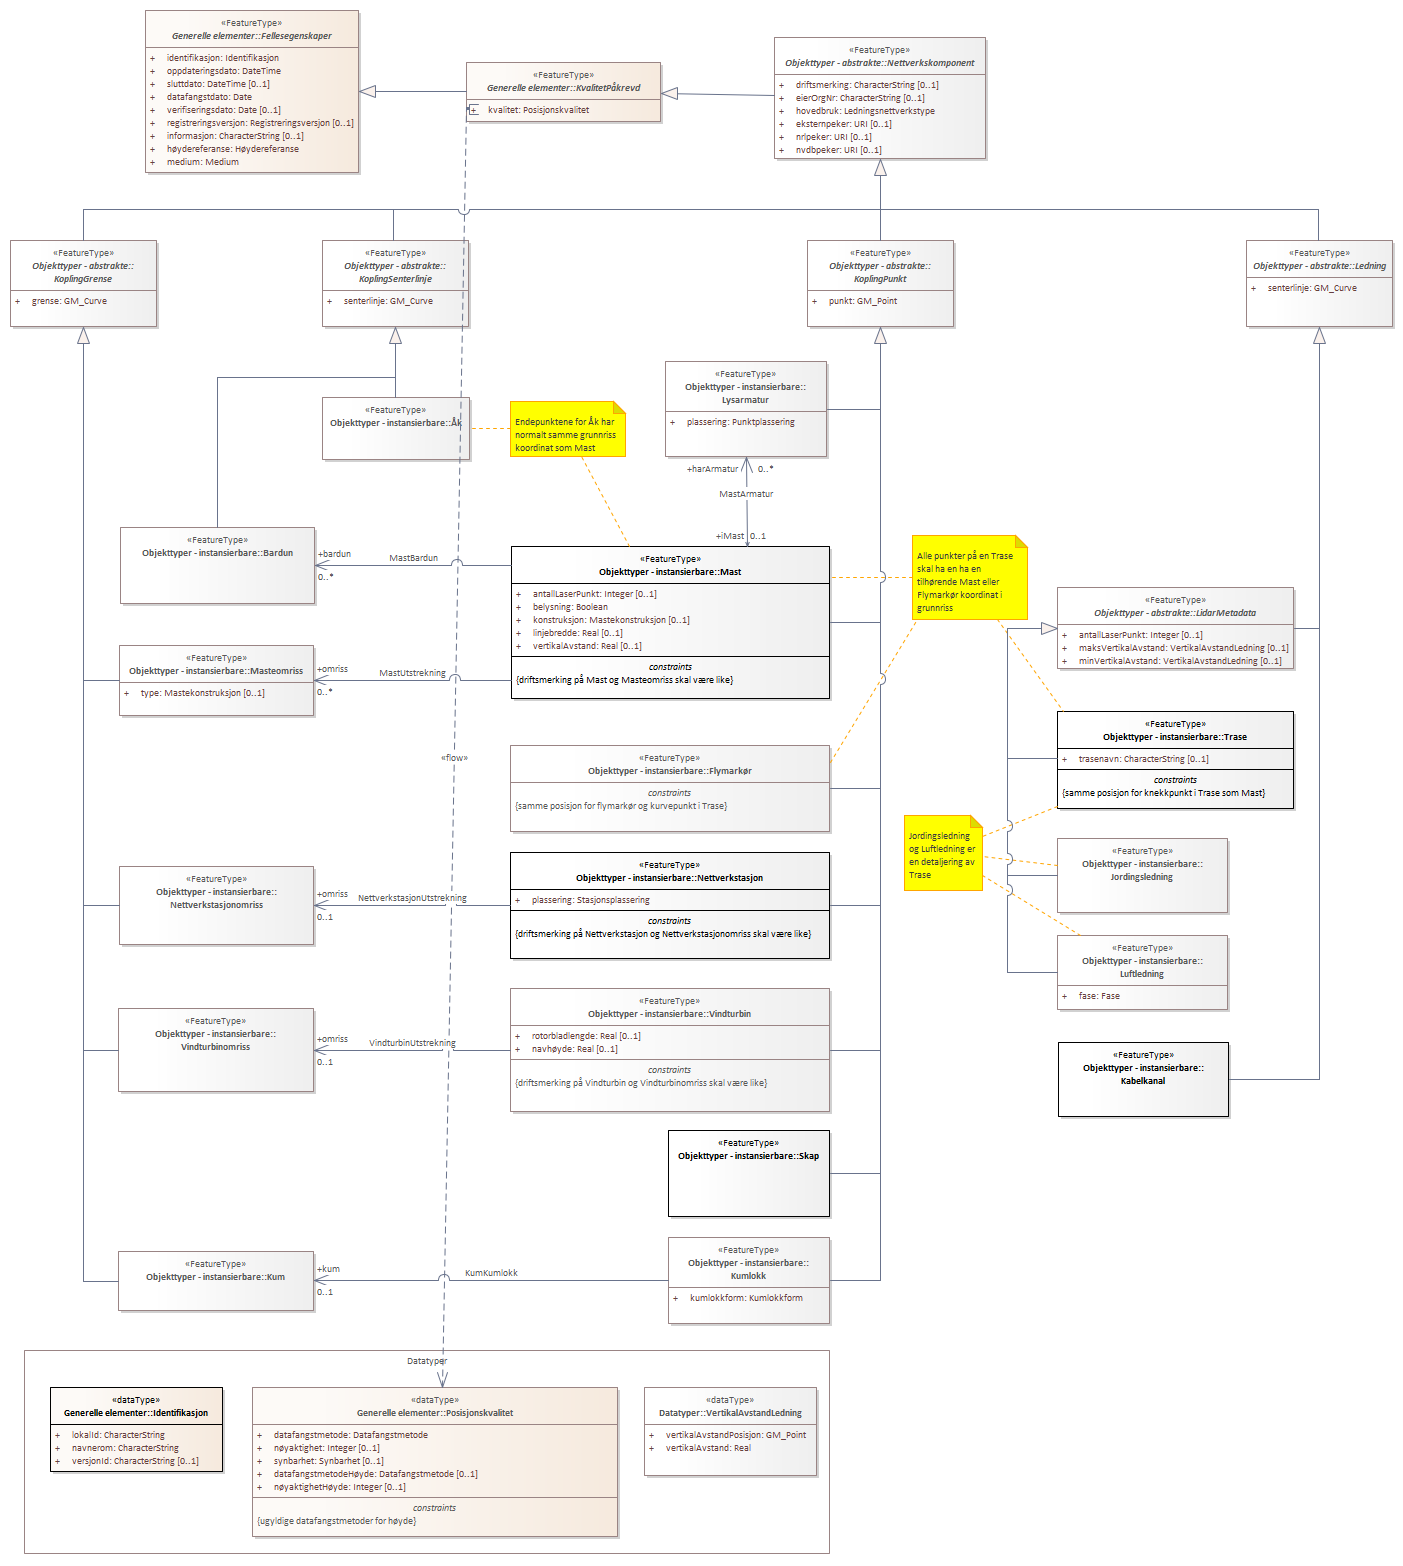 «FeatureType»
Generelle elementer::Fellesegenskaper
+ identifikasjon: Identifikasjon
+ oppdateringsdato: DateTime
+ sluttdato: DateTime [0..1]
+ datafangstdato: Date
+ verifiseringsdato: Date [0..1]
+ registreringsversjon: Registreringsversjon [0..1]
+ informasjon: CharacterString [0..1]
+ høydereferanse: Høydereferanse
+ medium: Medium
«FeatureType»
Generelle elementer::KvalitetPåkrevd
+ kvalitet: Posisjonskvalitet
«FeatureType»
Objekttyper - abstrakte::Nettverkskomponent
+ driftsmerking: CharacterString [0..1]
+ eierOrgNr: CharacterString [0..1]
+ hovedbruk: Ledningsnettverkstype
+ eksternpeker: URI [0..1]
+ nrlpeker: URI [0..1]
+ nvdbpeker: URI [0..1]
«FeatureType»
Objekttyper - abstrakte::
KoplingGrense
+ grense: GM_Curve
«FeatureType»
Objekttyper - abstrakte::
KoplingSenterlinje
+ senterlinje: GM_Curve
«FeatureType»
Objekttyper - abstrakte::
KoplingPunkt
+ punkt: GM_Point
«FeatureType»
Objekttyper - abstrakte::Ledning
+ senterlinje: GM_Curve
«FeatureType»
Objekttyper - instansierbare::Åk
Endepunktene for Åk har
normalt samme grunnriss
koordinat som Mast
«FeatureType»
Objekttyper - instansierbare::
Lysarmatur
+ plassering: Punktplassering
+harArmatur 0..*
MastArmatur
+iMast 0..1
«FeatureType»
Objekttyper - instansierbare::Bardun
+bardun
0..*
MastBardun
«FeatureType»
Objekttyper - instansierbare::Mast
+ antallLaserPunkt: Integer [0..1]
+ belysning: Boolean
+ konstruksjon: Mastekonstruksjon [0..1]
+ linjebredde: Real [0..1]
+ vertikalAvstand: Real [0..1]
constraints
{driftsmerking på Mast og Masteomriss skal være like}
Alle punkter på en Trase
skal ha en ha en
tilhørende Mast eller
Flymarkør koordinat i
grunnriss
«FeatureType»
Objekttyper - abstrakte::LidarMetadata
+ antallLaserPunkt: Integer [0..1]
+ maksVertikalAvstand: VertikalAvstandLedning [0..1]
+ minVertikalAvstand: VertikalAvstandLedning [0..1]
«FeatureType»
Objekttyper - instansierbare::Masteomriss
+ type: Mastekonstruksjon [0..1]
+omriss
0..*
MastUtstrekning
«FeatureType»
Objekttyper - instansierbare::Trase
+ trasenavn: CharacterString [0..1]
constraints
{samme posisjon for knekkpunkt i Trase som Mast}
«flow»
«FeatureType»
Objekttyper - instansierbare::Flymarkør
constraints
{samme posisjon for flymarkør og kurvepunkt i Trase}
Jordingsledning
og Luftledning er
en detaljering av
Trase
«FeatureType»
Objekttyper - instansierbare::
Jordingsledning
«FeatureType»
Objekttyper - instansierbare::
Nettverkstasjonomriss
+omriss
0..1
NettverkstasjonUtstrekning
«FeatureType»
Objekttyper - instansierbare::Nettverkstasjon
+ plassering: Stasjonsplassering
constraints
{driftsmerking på Nettverkstasjon og Nettverkstasjonomriss skal være like}
«FeatureType»
Objekttyper - instansierbare::
Luftledning
+ fase: Fase
«FeatureType»
Objekttyper - instansierbare::
Vindturbinomriss
+omriss
0..1
VindturbinUtstrekning
«FeatureType»
Objekttyper - instansierbare::Vindturbin
+ rotorbladlengde: Real [0..1]
+ navhøyde: Real [0..1]
constraints
{driftsmerking på Vindturbin og Vindturbinomriss skal være like}
«FeatureType»
Objekttyper - instansierbare::
Kabelkanal
«FeatureType»
Objekttyper - instansierbare::Skap
«FeatureType»
Objekttyper - instansierbare::Kum
+kum
0..1
KumKumlokk
«FeatureType»
Objekttyper - instansierbare::
Kumlokk
+ kumlokkform: Kumlokkform
Datatyper
«dataType»
Generelle elementer::Identifikasjon
+ lokalId: CharacterString
+ navnerom: CharacterString
+ versjonId: CharacterString [0..1]
«dataType»
Generelle elementer::Posisjonskvalitet
+ datafangstmetode: Datafangstmetode
+ nøyaktighet: Integer [0..1]
+ synbarhet: Synbarhet [0..1]
+ datafangstmetodeHøyde: Datafangstmetode [0..1]
+ nøyaktighetHøyde: Integer [0..1]
constraints
{ugyldige datafangstmetoder for høyde}
«dataType»
Datatyper::VertikalAvstandLedning
+ vertikalAvstandPosisjon: GM_Point
+ vertikalAvstand: Real